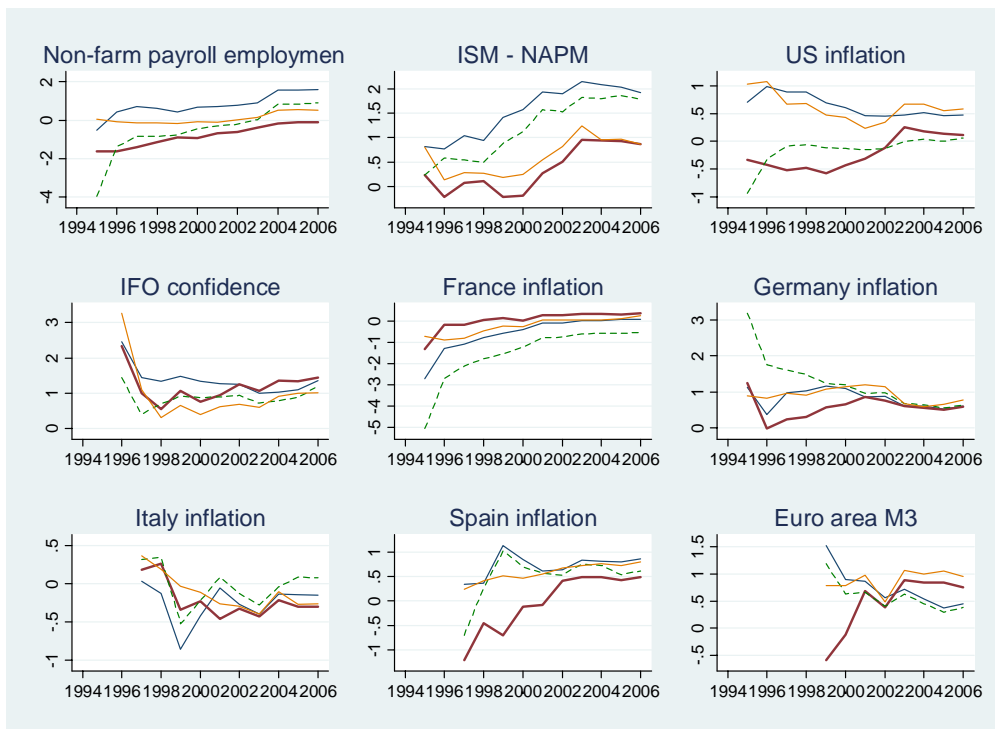 Non-farm payroll employmen
ISM - NAPM
US inflation
-4 -2 0 2
0 .5 1 1.5 2
-1 -.5 0 .5 1
1994 1996 1998 2000 2002 2004 2006
1994 1996 1998 2000 2002 2004 2006
1994 1996 1998 2000 2002 2004 2006
IFO confidence
France inflation
Germany inflation
0 1 2 3
-5 -4 -3 -2 -1 0
0 1 2 3
1994 1996 1998 2000 2002 2004 2006
1994 1996 1998 2000 2002 2004 2006
1994 1996 1998 2000 2002 2004 2006
Italy inflation
Spain inflation
Euro area M3
-1 -.5 0 .5
-1 -.5 0 .5 1
-.5 0 .5 1 1.5
1994 1996 1998 2000 2002 2004 2006
1994 1996 1998 2000 2002 2004 2006
1994 1996 1998 2000 2002 2004 2006